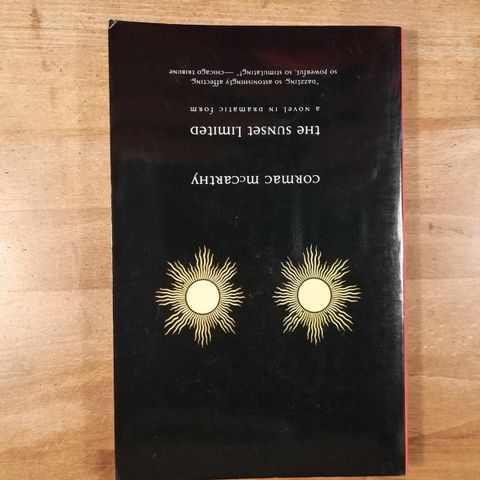 CORMAC McCARTHY
THE SUNSET LIMITED
A NOVEL IN DRAMATIC FORM
"DAZZLING, SO ASTONISHINGLY AFFECTING,
SO POWERFUL, SO STIMULATING!" —CHICAGO TRIBUNE